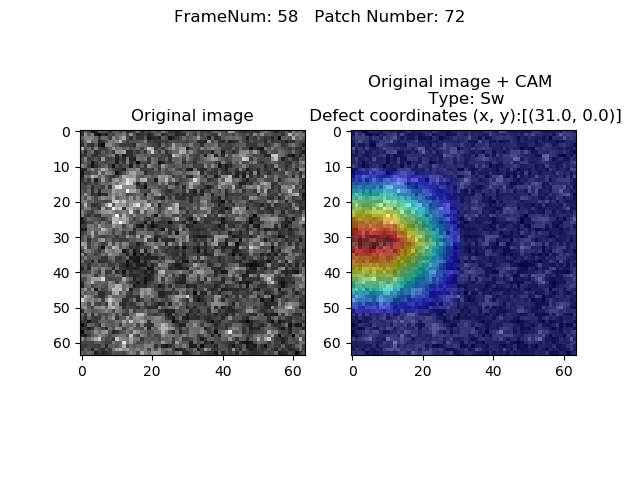 FrameNum: 58   Patch Number: 72
Original image
Original image + CAM
Type: Sw
Defect coordinates (x, y):[(31.0, 0.0)]
0
10
20
30
40
50
60
0 20 40 60
0
10
20
30
40
50
60
0 20 40 60